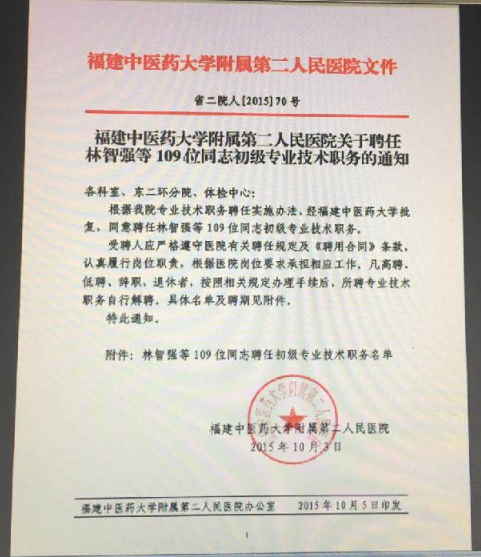 福建中医药大学附属第二人民医院文件
省二院人[2015]70号
福建中医药大学附属第二人民医院关于聘任
林智强等109位同志初级专业技术职务的通知
各科室、东二环分院、体检中心：
根据我院专业技术职务聘任实施办法，经福建中医药大学批
复，同意聘任林智强等109位同志初级专业技术职务。
受聘人应严格遵守医院有关聘任规定及《聘用合同》条款，
认真履行岗位职责，根据医院岗位要求承担相应工作。凡高聘、
低聘、辞职、退休者，按照相关规定办理手续后，所聘专业技术
职务自行解聘。具体名单及聘期见附件。
特此通知。
附件：林智强等109位同志聘任初级专业技术职务名单
福建中医药大学附属第二人民医院
2015年10月3日
福建中医药大学附属第二人民医院办公室 2015年10月5日印发
1